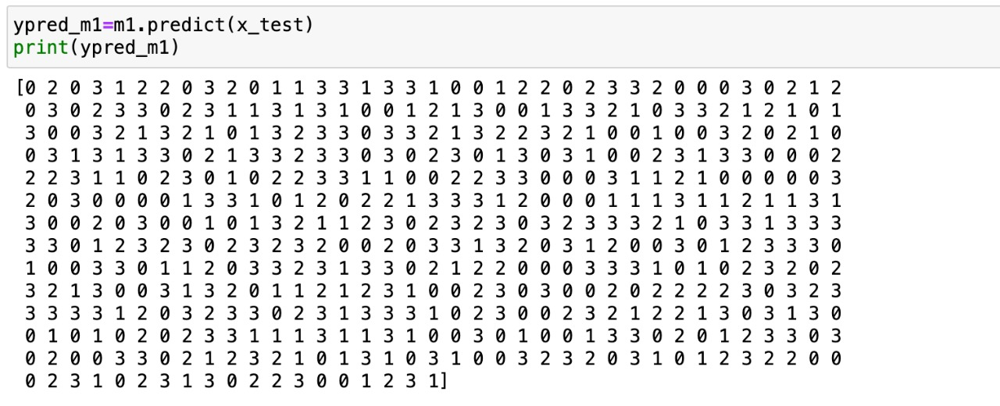 ypred_m1=m1.predict(x_test)
print(ypred_m1)
[0 2 0 3 1 2 2 0 3 2 0 1 1 3 3 1 3 3 1 0 0 1 2 2 0 2 3 3 2 0 0 0 3 0 2 1 2
0 3 0 2 3 3 0 2 3 1 1 3 1 3 1 0 0 1 2 1 3 0 0 1 3 3 2 1 0 3 3 2 1 2 1 0 1
3 0 0 3 2 1 3 2 1 0 1 3 2 3 3 0 3 3 2 1 3 2 2 3 2 1 0 0 1 0 0 3 2 0 2 1 0
0 3 1 3 1 3 3 0 2 1 3 3 2 3 3 0 3 0 2 3 0 1 3 0 3 1 0 0 2 3 1 3 3 0 0 0 2
2 2 3 1 1 0 2 3 0 1 0 2 2 3 3 1 1 0 0 2 2 3 3 0 0 0 3 1 1 2 1 0 0 0 0 0 3
2 0 3 0 0 0 0 1 3 3 1 0 1 2 0 2 2 1 3 3 3 1 2 0 0 0 1 1 1 3 1 1 2 1 1 3 1
3 0 0 2 0 3 0 0 1 0 1 3 2 1 1 2 3 0 2 3 2 3 0 3 2 3 3 3 2 1 0 3 3 1 3 3 3
3 3 0 1 2 3 2 3 0 2 3 2 3 2 0 0 2 0 3 3 1 3 2 0 3 1 2 0 0 3 0 1 2 3 3 3 0
1 0 0 3 3 0 1 1 2 0 3 3 2 3 1 3 3 0 2 1 2 2 0 0 0 3 3 3 1 0 1 0 2 3 2 0 2
3 2 1 3 0 0 3 1 3 2 0 1 1 2 1 2 3 1 0 0 2 3 0 3 0 0 2 0 2 2 2 2 3 0 3 2 3
3 3 3 3 1 2 0 3 2 3 3 0 2 3 1 3 3 3 1 0 2 3 0 0 2 3 2 1 2 2 1 3 0 3 1 3 0
0 1 0 1 0 2 0 2 3 3 1 1 1 3 1 1 3 1 0 0 3 0 1 0 0 1 3 3 0 2 0 1 2 3 3 0 3
0 2 0 0 3 3 0 2 1 2 3 2 1 0 1 3 1 0 3 1 0 0 3 2 3 2 0 3 1 0 1 2 3 2 2 0 0
0 2 3 1 0 2 3 1 3 0 2 2 3 0 0 1 2 3 1]